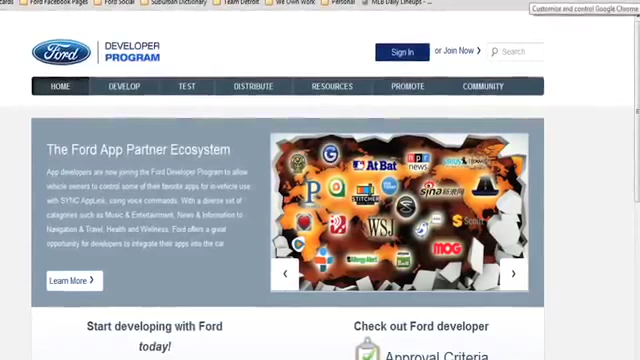 Ford Facebook Pages Ford Social Suburban Dictionary Team Detroit We Own Work Personal MLB Daily Lineups
Customise and control Google Chrome
Ford DEVELOPER PROGRAM
Sign In or Join Now Search
HOME DEVELOP TEST DISTRIBUTE RESOURCES PROMOTE COMMUNITY
The Ford App Partner Ecosystem
App developers are now joining the Ford Developer Program to allow
vehicle owners to control some of their favorite apps for in-vehicle use
with SYNC AppLink, using voice commands. With a diverse set of
categories such as Music & Entertainment, News & Information to
Navigation & Travel, Health and Wellness. Ford offers a great
opportunity for developers to integrate their apps into the car
Learn More
At Bat
npr
news
sina新浪网
STITCHER
WSJ
Scout
MOG
Allergy Alert
Start developing with Ford
today!
Check out Ford developer
Approval Criteria